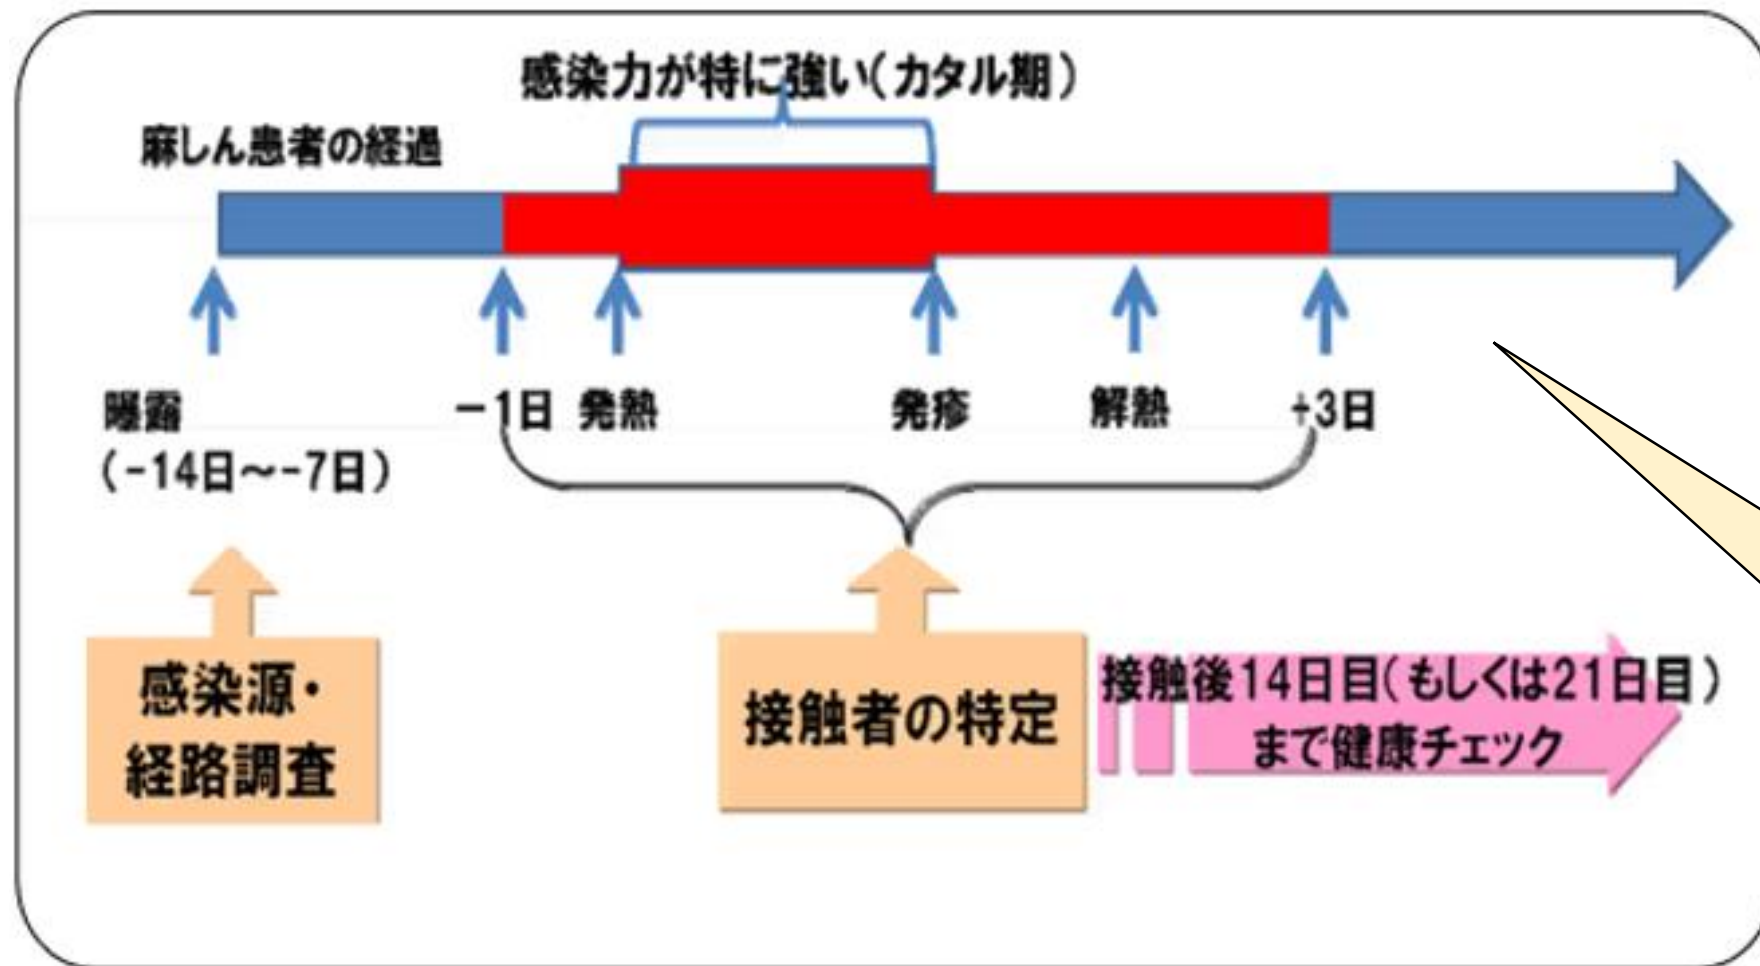 感染力が特に強い(カタル期)
麻しん患者の経過
曝露
(-14日～-7日)
－1日
発熱
発疹
解熱
+3日
感染源・
経路調査
接触者の特定
接触後14日目(もしくは21日目)
まで健康チェック